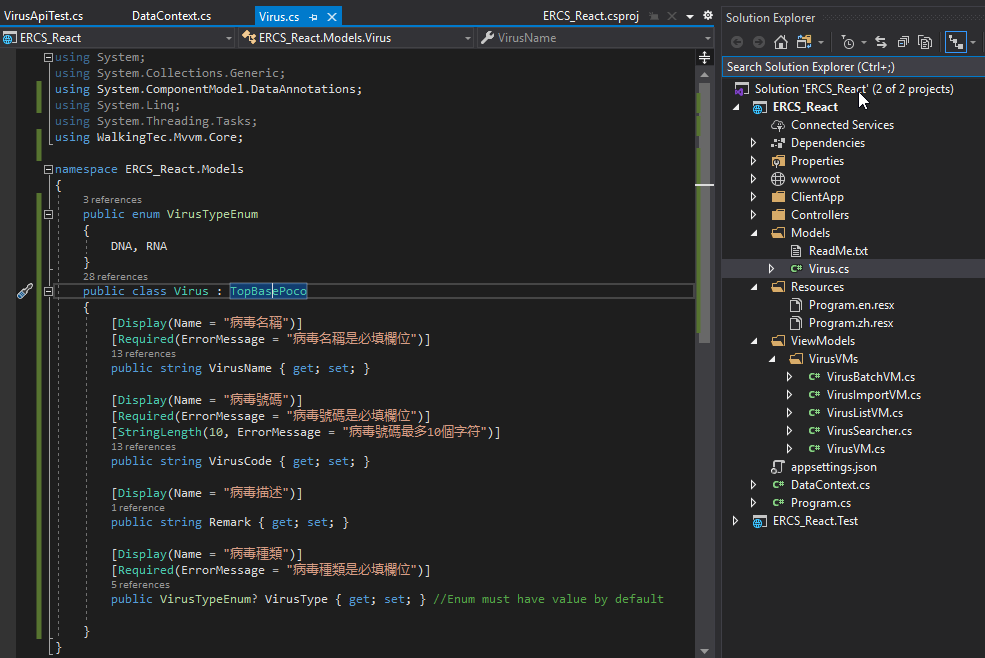 VirusApiTest.cs
DataContext.cs
Virus.cs
ERCS_React.csproj
ERCS_React
ERCS_React.Models.Virus
VirusName
using System;
using System.Collections.Generic;
using System.ComponentModel.DataAnnotations;
using System.Linq;
using System.Threading.Tasks;
using WalkingTec.Mvvm.Core;
namespace ERCS_React.Models
{
3 references
public enum VirusTypeEnum
{
DNA, RNA
}
28 references
public class Virus : TopBasePoco
{
[Display(Name = "病毒名稱")]
[Required(ErrorMessage = "病毒名稱是必填欄位")]
13 references
public string VirusName { get; set; }
[Display(Name = "病毒號碼")]
[Required(ErrorMessage = "病毒號碼是必填欄位")]
[StringLength(10, ErrorMessage = "病毒號碼最多10個字符")]
13 references
public string VirusCode { get; set; }
[Display(Name = "病毒描述")]
1 reference
public string Remark { get; set; }
[Display(Name = "病毒種類")]
[Required(ErrorMessage = "病毒種類是必填欄位")]
5 references
public VirusTypeEnum? VirusType { get; set; } //Enum must have value by default
}
}
Solution Explorer
Search Solution Explorer (Ctrl+;)
Solution 'ERCS_React' (2 of 2 projects)
ERCS_React
Connected Services
Dependencies
Properties
wwwroot
ClientApp
Controllers
Models
ReadMe.txt
C# Virus.cs
Resources
Program.en.resx
Program.zh.resx
ViewModels
VirusVMs
C# VirusBatchVM.cs
C# VirusImportVM.cs
C# VirusListVM.cs
C# VirusSearcher.cs
C# VirusVM.cs
appsettings.json
C# DataContext.cs
C# Program.cs
ERCS_React.Test